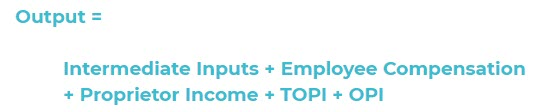 Output =
Intermediate Inputs + Employee Compensation
+ Proprietor Income + TOPI + OPI